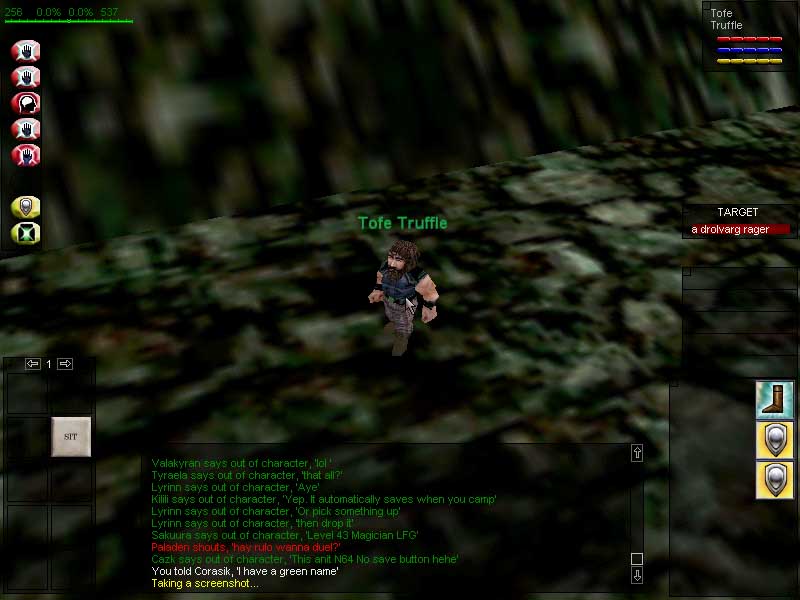 256 0.0% 0.0% 537
Tofe
Truffle
Tofe Truffle
TARGET
a drolvarg rager
1
SIT
Valakyran says out of character, 'lol '
Tyraela says out of character, 'that all?'
Lyrinn says out of character, 'Aye'
Kilili says out of character, 'Yep. It automatically saves when you camp'
Lyrinn says out of character, 'Or pick something up'
Lyrinn says out of character, 'then drop it'
Sakuura says out of character, 'Level 43 Magician LFG'
Paladen shouts, 'hay rufo wanna duel?'
Cazk says out of character, 'This anit N64 No save button hehe'
You told Corasik, 'I have a green name'
Taking a screenshot...